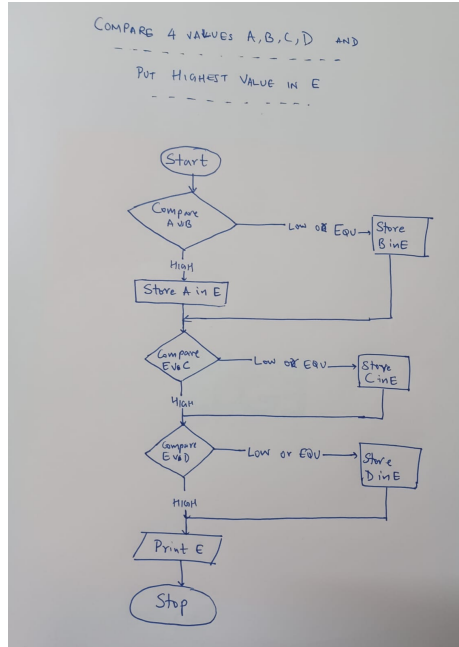 COMPARE 4 VALUES A, B, C, D AND
PUT HIGHEST VALUE IN E
Start
Compare
A v B
LOW OR EQU
Store
B in E
HIGH
Store A in E
Compare
E v C
LOW OR EQU
Store
C in E
HIGH
Compare
E v D
LOW or EQU
Store
D in E
HIGH
Print E
Stop